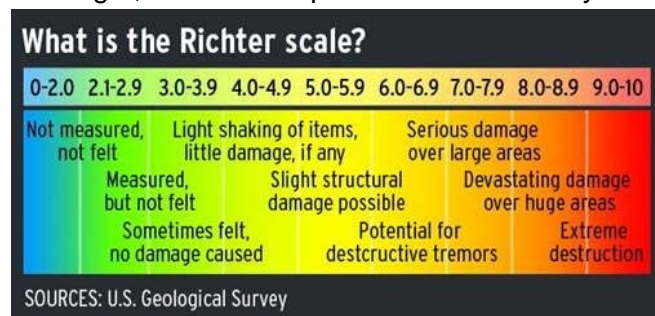 What is the Richter scale?
0-2.0 2.1-2.9 3.0-3.9 4.0-4.9 5.0-5.9 6.0-6.9 7.0-7.9 8.0-8.9 9.0-10
Not measured,
not felt
Light shaking of items,
little damage, if any
Serious damage
over large areas
Measured,
but not felt
Slight structural
damage possible
Devastating damage
over huge areas
Sometimes felt,
no damage caused
Potential for
destcructive tremors
Extreme
destruction
SOURCES: U.S. Geological Survey